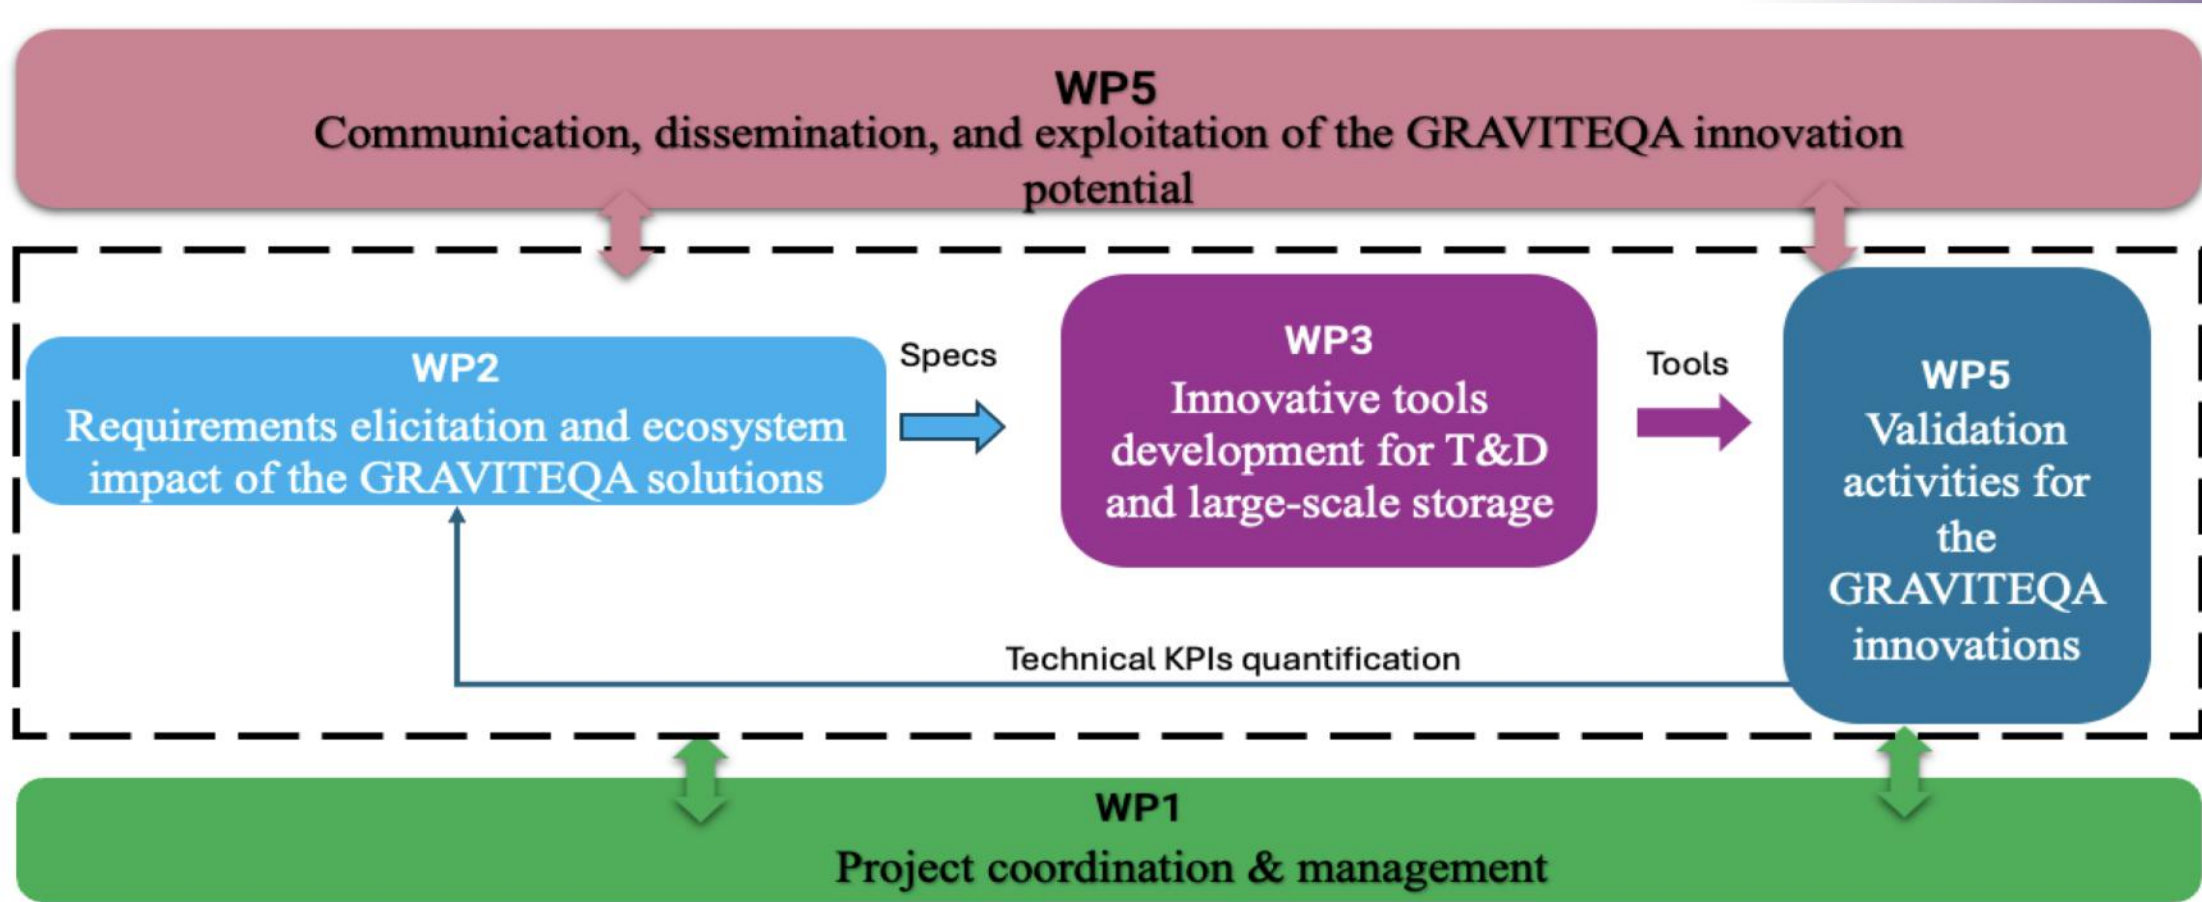 WP5
Communication, dissemination, and exploitation of the GRAVITEQA innovation
potential
WP2
Requirements elicitation and ecosystem
impact of the GRAVITEQA solutions
Specs
WP3
Innovative tools
development for T&D
and large-scale storage
Tools
WP5
Validation
activities for
the
GRAVITEQA
innovations
Technical KPIs quantification
WP1
Project coordination & management